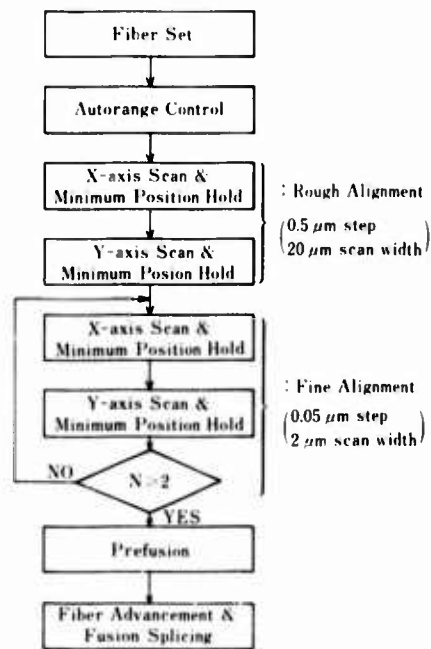 Fiber Set
Autorange Control
X-axis Scan &
Minimum Position Hold
: Rough Alignment
(0.5 μm step
20 μm scan width)
Y-axis Scan &
Minimum Posion Hold
X-axis Scan &
Minimum Position Hold
: Fine Alignment
(0.05 μm step
2 μm scan width)
Y-axis Scan &
Minimum Position Hold
NO
N>2
YES
Prefusion
Fiber Advancement &
Fusion Splicing